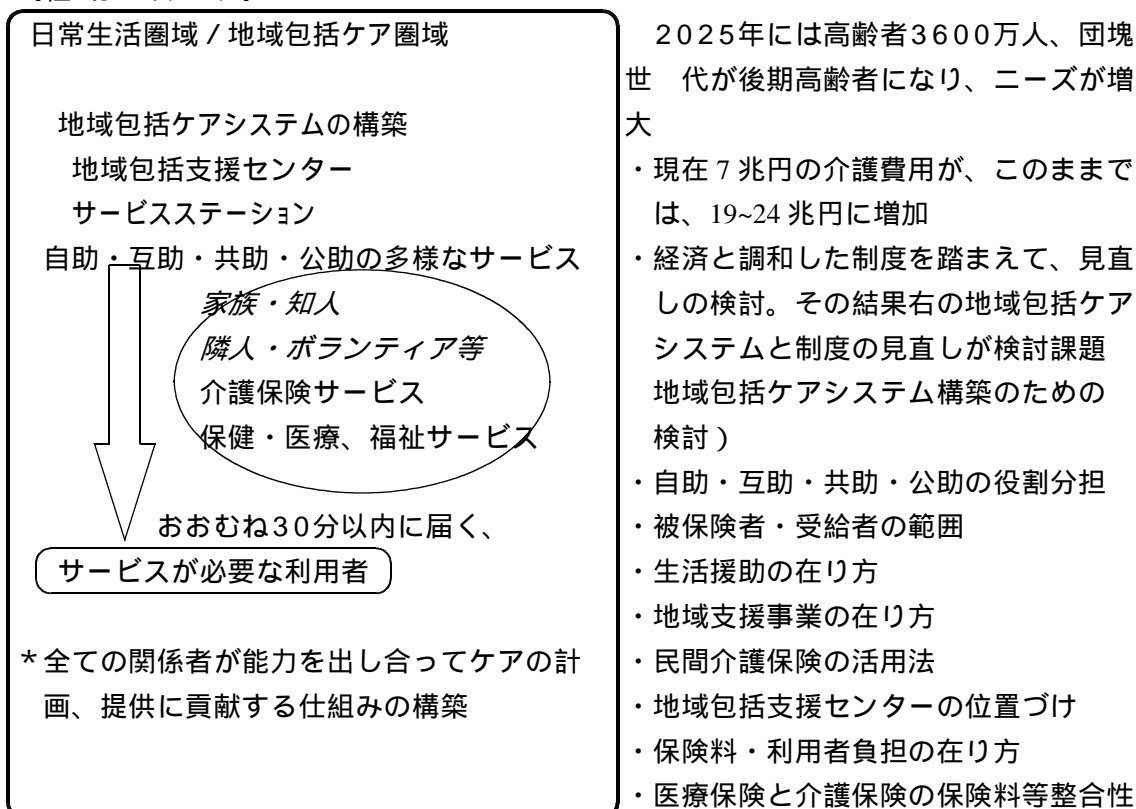 日常生活圏域 / 地域包括ケア圏域
地域包括ケアシステムの構築
地域包括支援センター
サービスステーション
自助・互助・共助・公助の多様なサービス
家族・知人
隣人・ボランティア等
介護保険サービス
保健・医療、福祉サービス
おおむね30分以内に届く、
サービスが必要な利用者
*全ての関係者が能力を出し合ってケアの計
画、提供に貢献する仕組みの構築
2025年には高齢者3600万人、団塊
世 代が後期高齢者になり、ニーズが増
大
・現在7兆円の介護費用が、このままで
は、19~24兆円に増加
・経済と調和した制度を踏まえて、見直
しの検討。その結果右の地域包括ケア
システムと制度の見直しが検討課題
地域包括ケアシステム構築のための
検討)
・自助・互助・共助・公助の役割分担
・被保険者・受給者の範囲
・生活援助の在り方
・地域支援事業の在り方
・民間介護保険の活用法
・地域包括支援センターの位置づけ
・保険料・利用者負担の在り方
・医療保険と介護保険の保険料等整合性